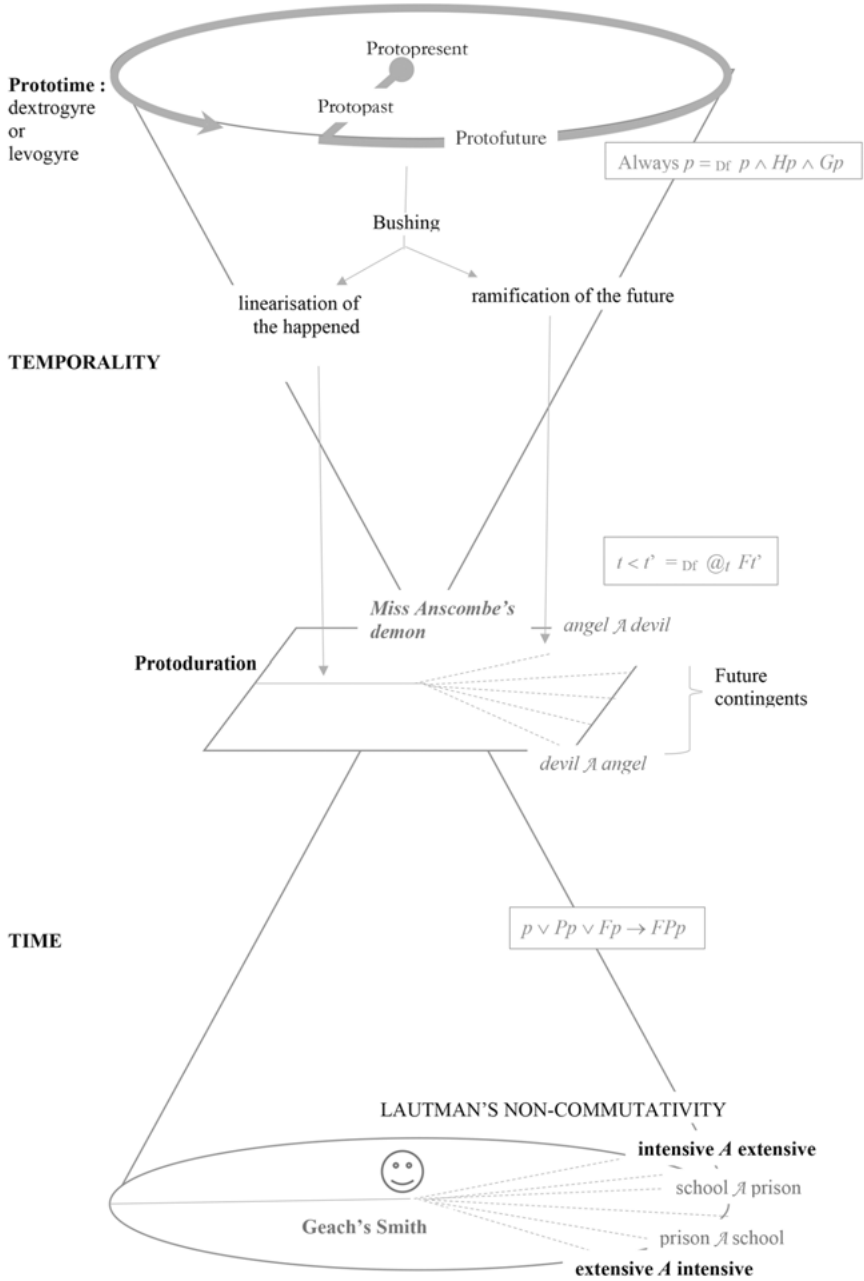 Protopresent
Prototime :
dextrogyre
or
levogyre
Protopast
Protofuture
Always p = Df p ∧ Hp ∧ Gp
Bushing
linearisation of
the happened
ramification of the future
TEMPORALITY
t < t’ = Df @t Ft’
Miss Anscombe’s
demon
angel A devil
Protoduration
Future
contingents
devil A angel
p ∨ Pp ∨ Fp → FPp
TIME
LAUTMAN’S NON-COMMUTATIVITY
intensive A extensive
school A prison
Geach’s Smith
prison A school
extensive A intensive